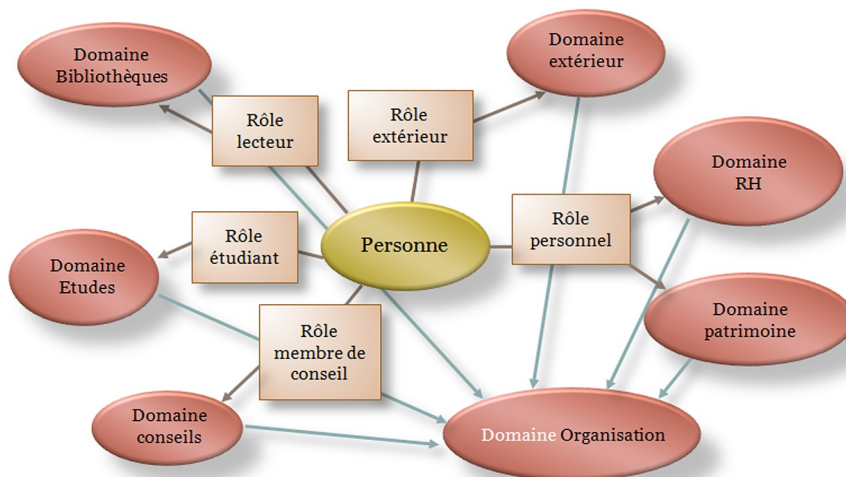 Domaine
Bibliothèques
Domaine
extérieur
Rôle
lecteur
Rôle
extérieur
Domaine
RH
Rôle
étudiant
Personne
Rôle
personnel
Domaine
Etudes
Rôle
membre de
conseil
Domaine
patrimoine
Domaine
conseils
Domaine Organisation